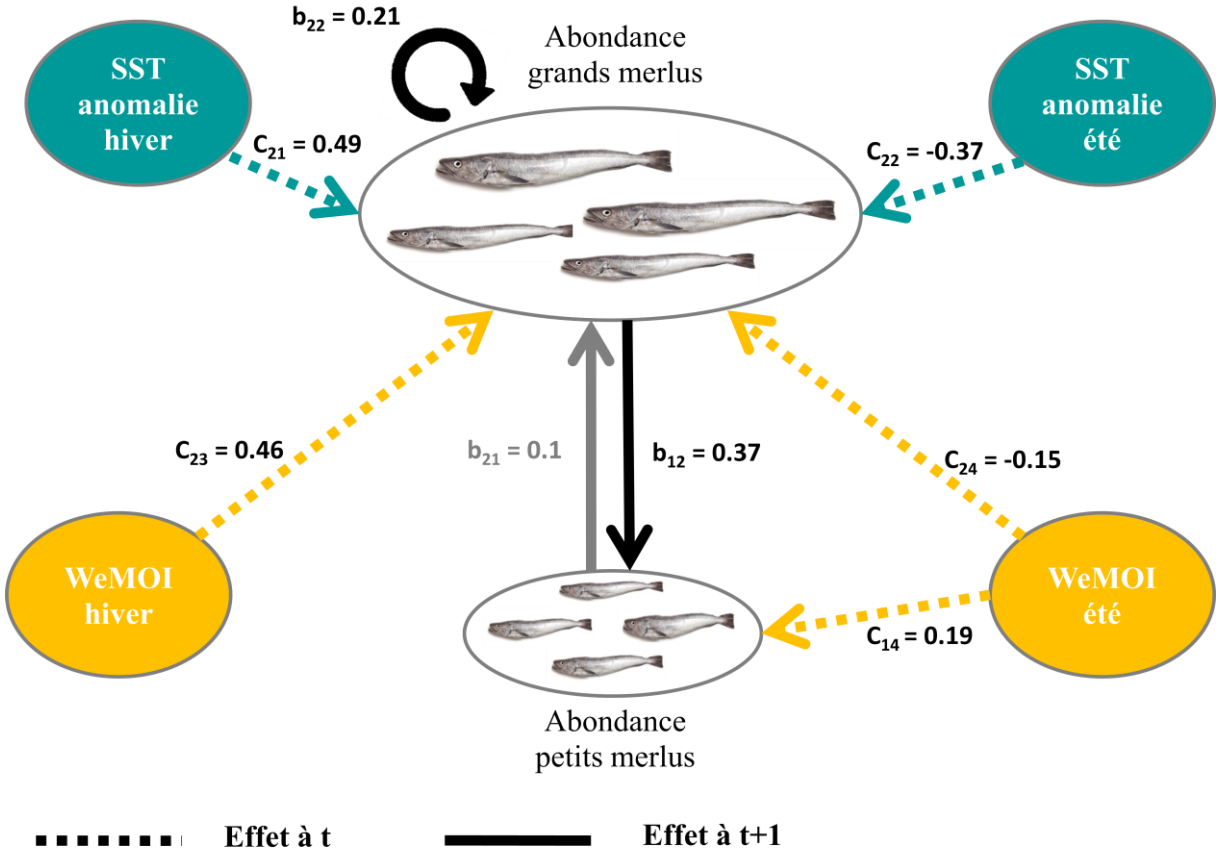 b₂₂ = 0.21
Abondance
grands merlus
SST
anomalie
hiver
SST
anomalie
été
C₂₁ = 0.49
C₂₂ = -0.37
C₂₃ = 0.46
b₂₁ = 0.1
b₁₂ = 0.37
C₂₄ = -0.15
WeMOI
hiver
WeMOI
été
C₁₄ = 0.19
Abondance
petits merlus
Effet à t
Effet à t+1